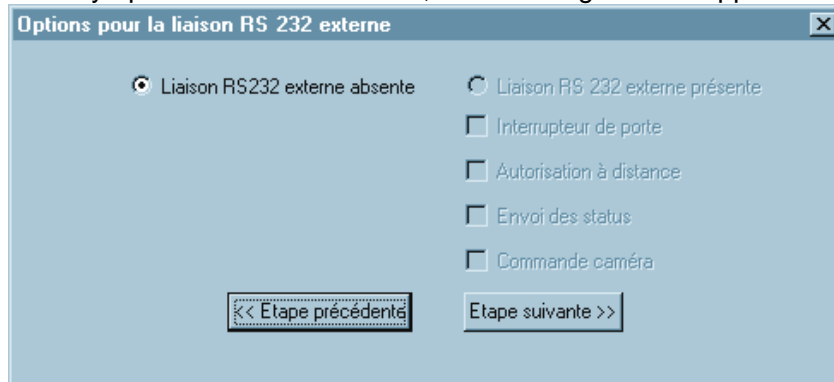 Options pour la liaison RS 232 externe
Liaison RS232 externe absente
Liaison RS 232 externe présente
Interrupteur de porte
Autorisation à distance
Envoi des status
Commande caméra
<< Etape précédente
Etape suivante >>